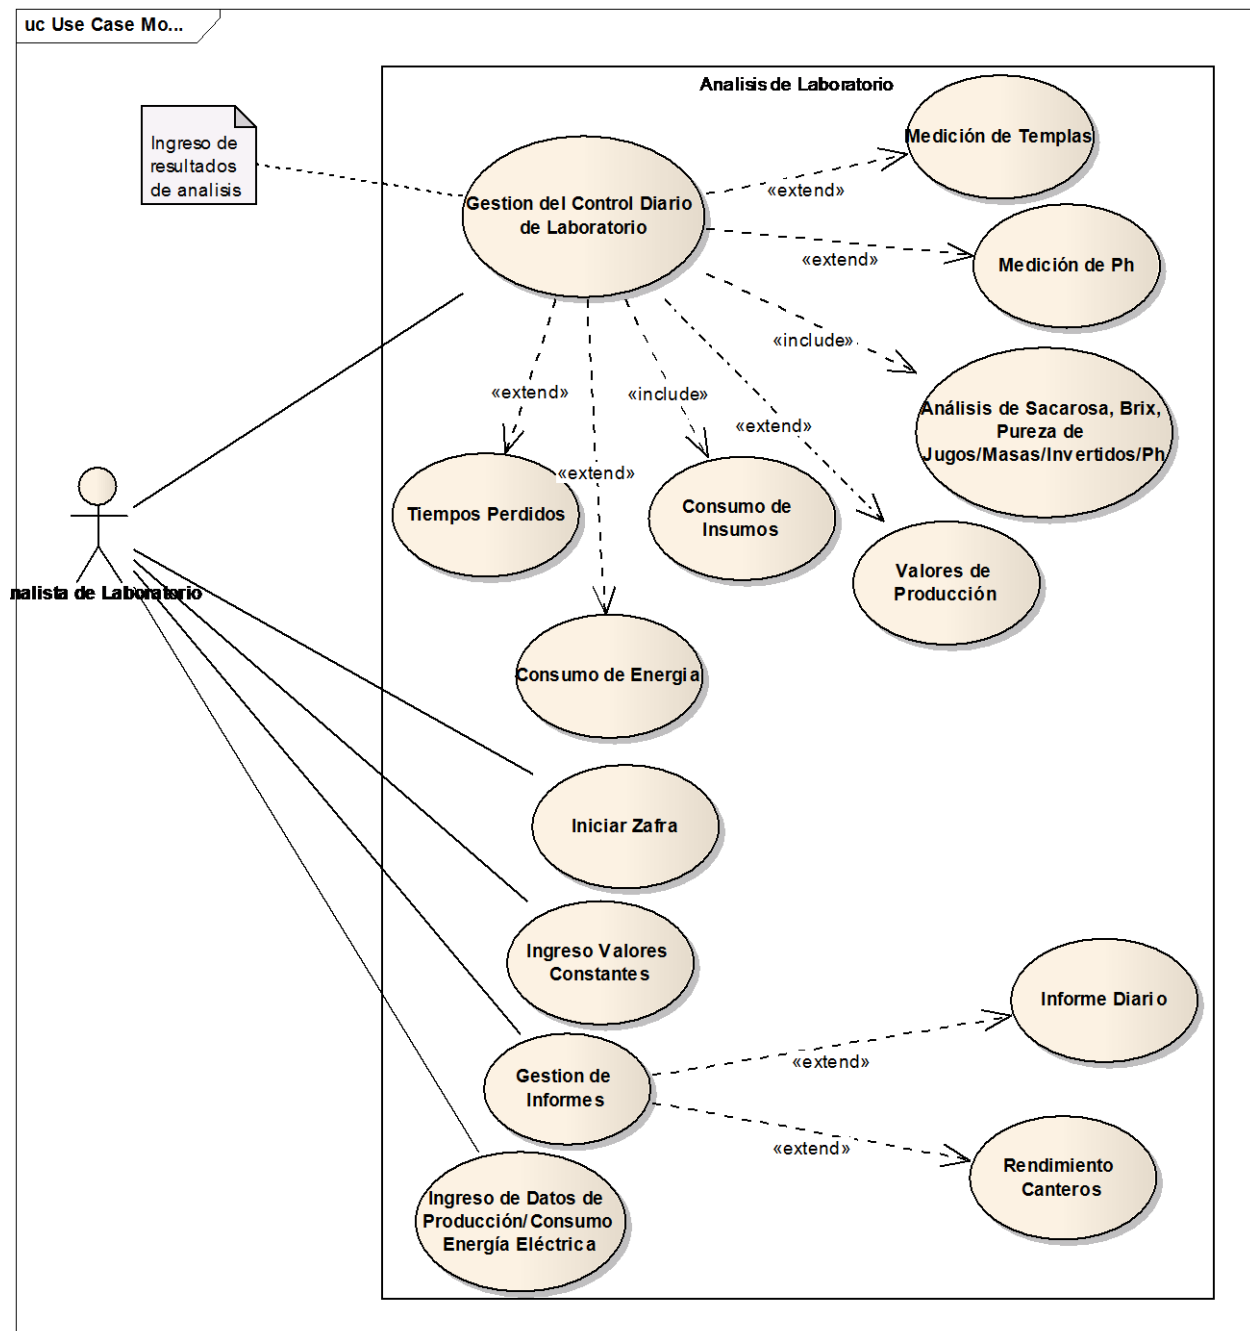 uc Use Case Mo...
Analisis de Laboratorio
Ingreso de
resultados
de analisis
Gestion del Control Diario
de Laboratorio
Medición de Templas
«extend»
Medición de Ph
«extend»
«include»
Análisis de Sacarosa, Brix,
Pureza de
Jugos/Masas/Invertidos/Ph
«extend»
«include»
«extend»
«extend»
Tiempos Perdidos
Consumo de
Insumos
Valores de
Producción
nalista de Laboratorio
Consumo de Energia
Iniciar Zafra
Ingreso Valores
Constantes
Informe Diario
«extend»
Gestion de
Informes
«extend»
Rendimiento
Canteros
Ingreso de Datos de
Producción/Consumo
Energía Eléctrica